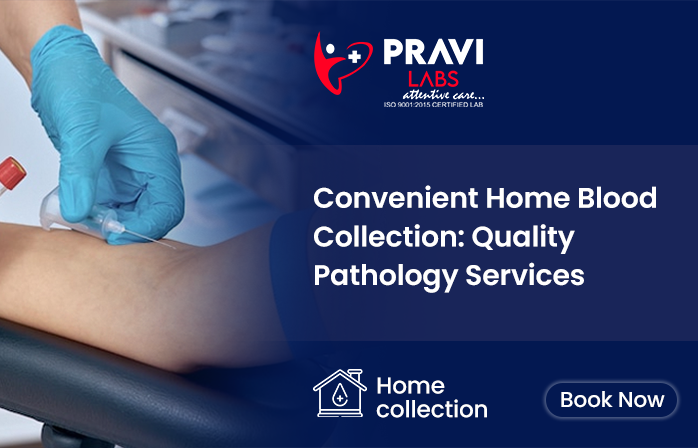 PRAVI
LABS
attentive care...
ISO 9001:2015 CERTIFIED LAB
Convenient Home Blood
Collection: Quality
Pathology Services
Home
collection
Book Now